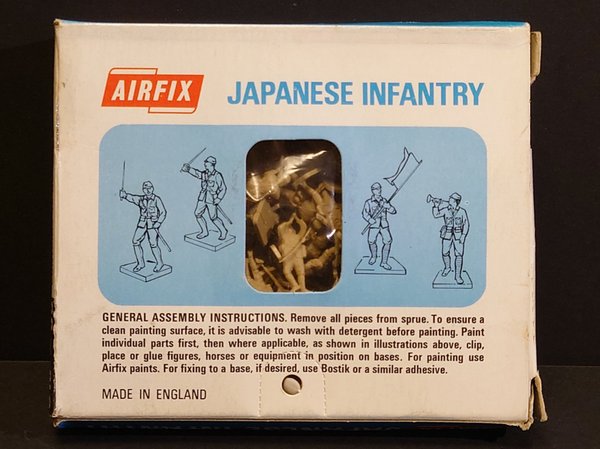 AIRFIX JAPANESE INFANTRY
GENERAL ASSEMBLY INSTRUCTIONS. Remove all pieces from sprue. To ensure a
clean painting surface, it is advisable to wash with detergent before painting. Paint
individual parts first, then where applicable, as shown in illustrations above, clip,
place or glue figures, horses or equipment in position on bases. For painting use
Airfix paints. For fixing to a base, if desired, use Bostik or a similar adhesive.
MADE IN ENGLAND